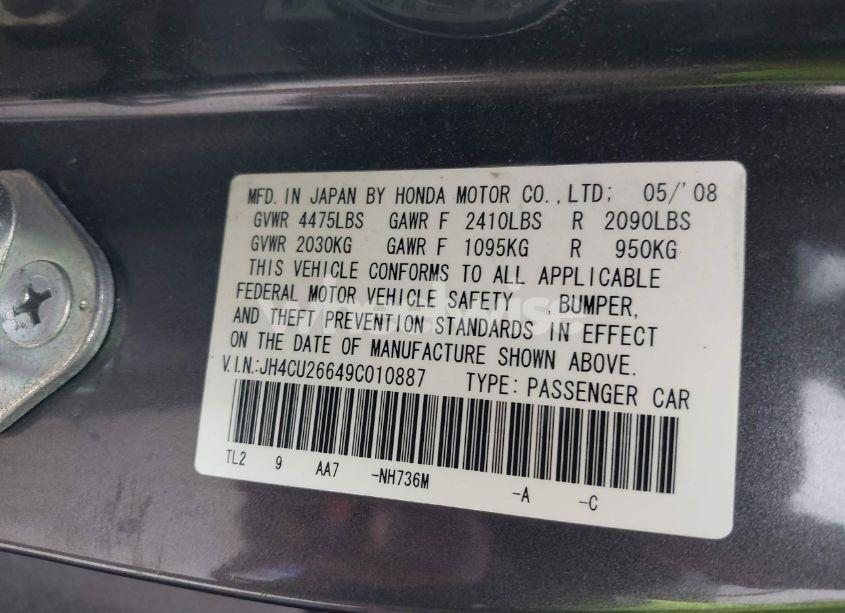 MFD. IN JAPAN BY HONDA MOTOR CO., LTD; 05/'08
GVWR 4475LBS GAWR F 2410LBS R 2090LBS
GVWR 2030KG GAWR F 1095KG R 950KG
THIS VEHICLE CONFORMS TO ALL APPLICABLE
FEDERAL MOTOR VEHICLE SAFETY , BUMPER,
AND THEFT PREVENTION STANDARDS IN EFFECT
ON THE DATE OF MANUFACTURE SHOWN ABOVE.
V.I.N.:JH4CU26649C010887 TYPE: PASSENGER CAR
TL2 9 AA7 -NH736M -A -C